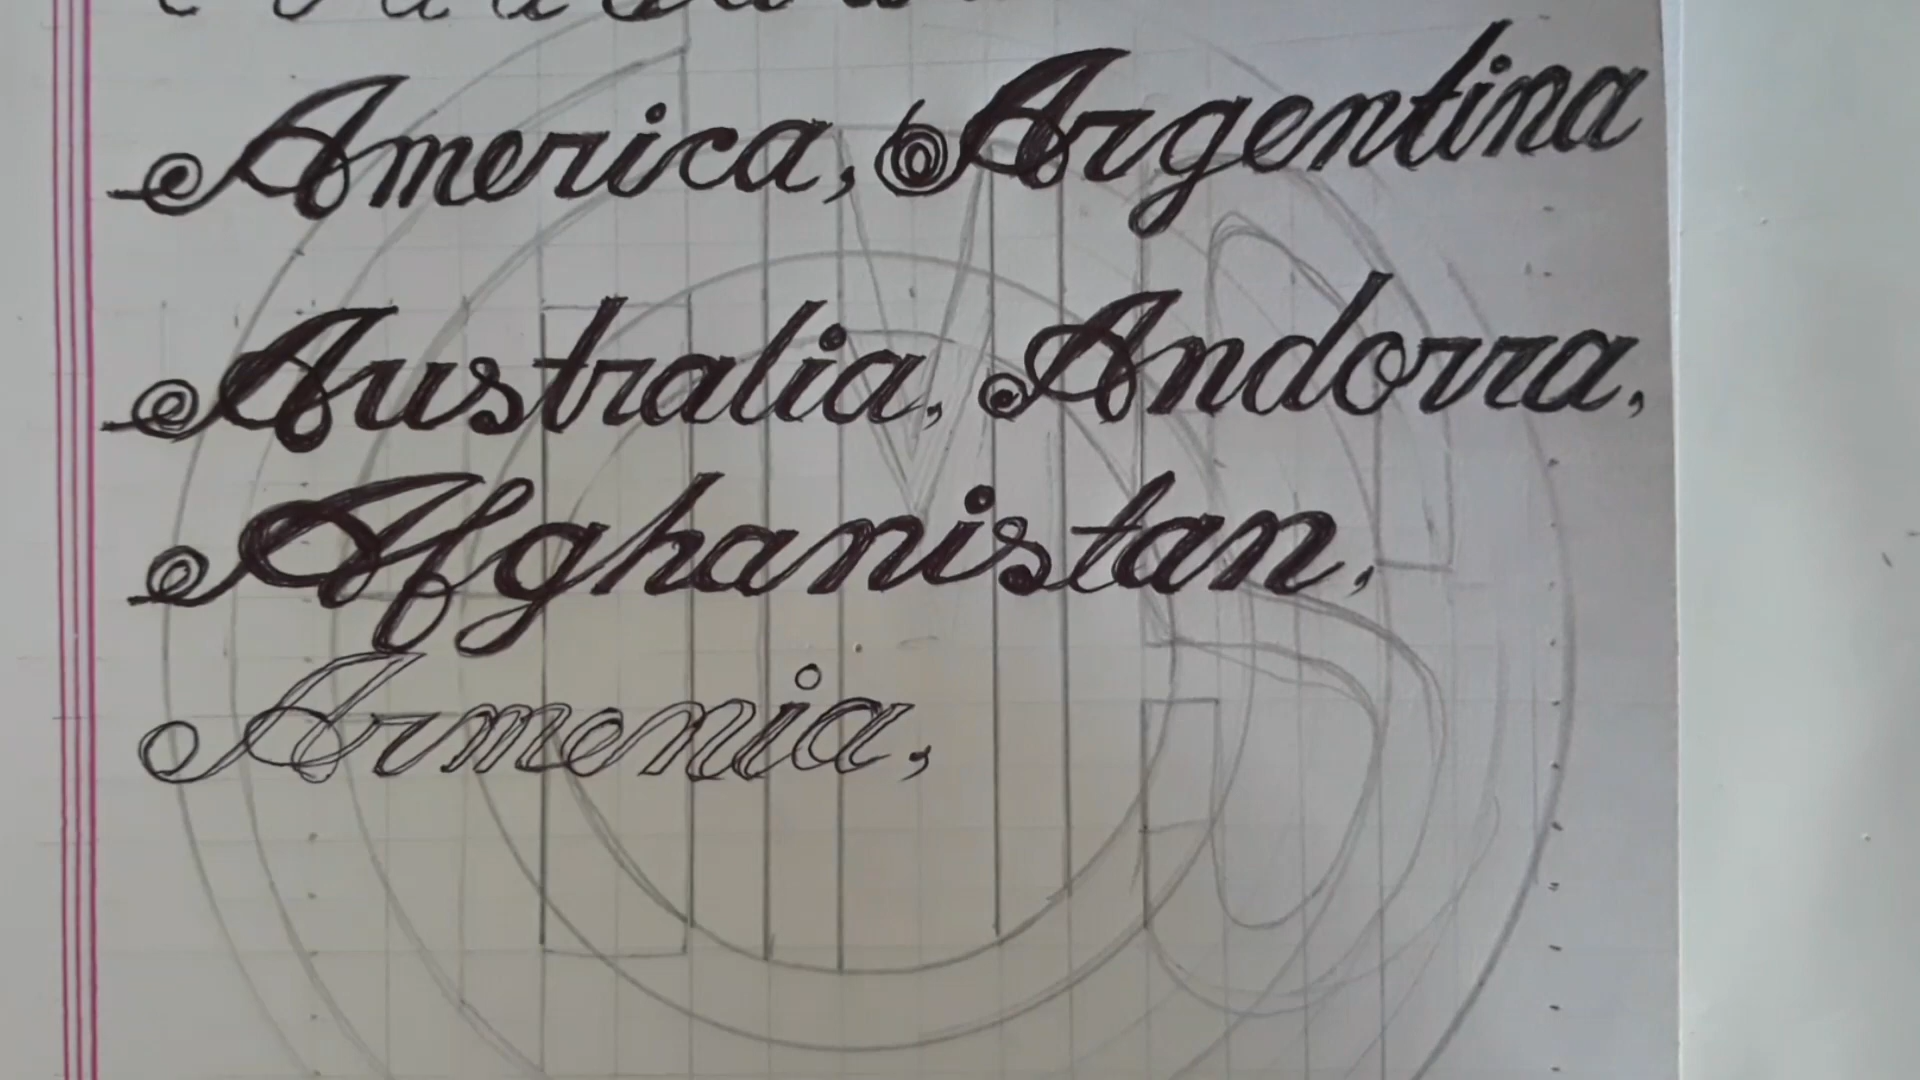 America, Argentina
Australia, Andorra,
Afghanistan,
Armenia,